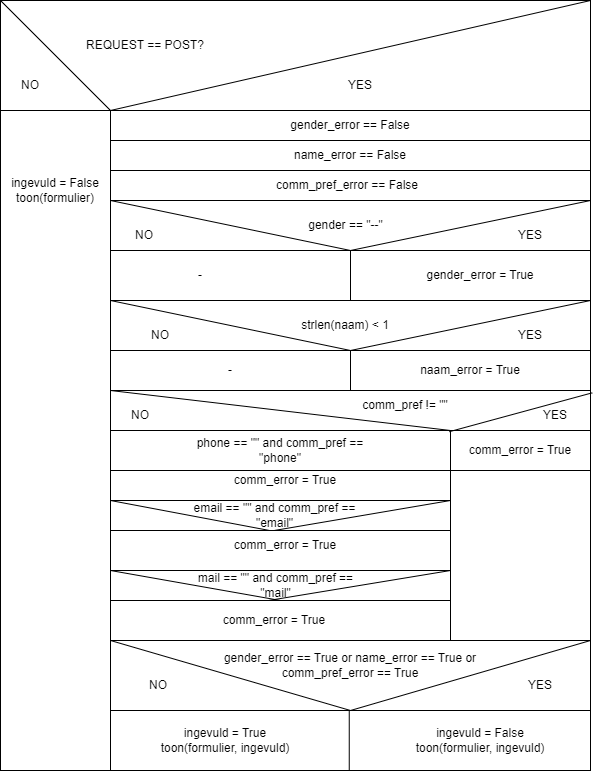 REQUEST == POST?
NO
YES
gender_error == False
name_error == False
ingevuld = False
toon(formulier)
comm_pref_error == False
gender == "--"
NO
YES
-
gender_error = True
strlen(naam) < 1
NO
YES
-
naam_error = True
comm_pref != ""
NO
YES
phone == "" and comm_pref ==
"phone"
comm_error = True
comm_error = True
email == "" and comm_pref ==
"email"
comm_error = True
mail == "" and comm_pref ==
"mail"
comm_error = True
gender_error == True or name_error == True or
comm_pref_error == True
NO
YES
ingevuld = True
toon(formulier, ingevuld)
ingevuld = False
toon(formulier, ingevuld)